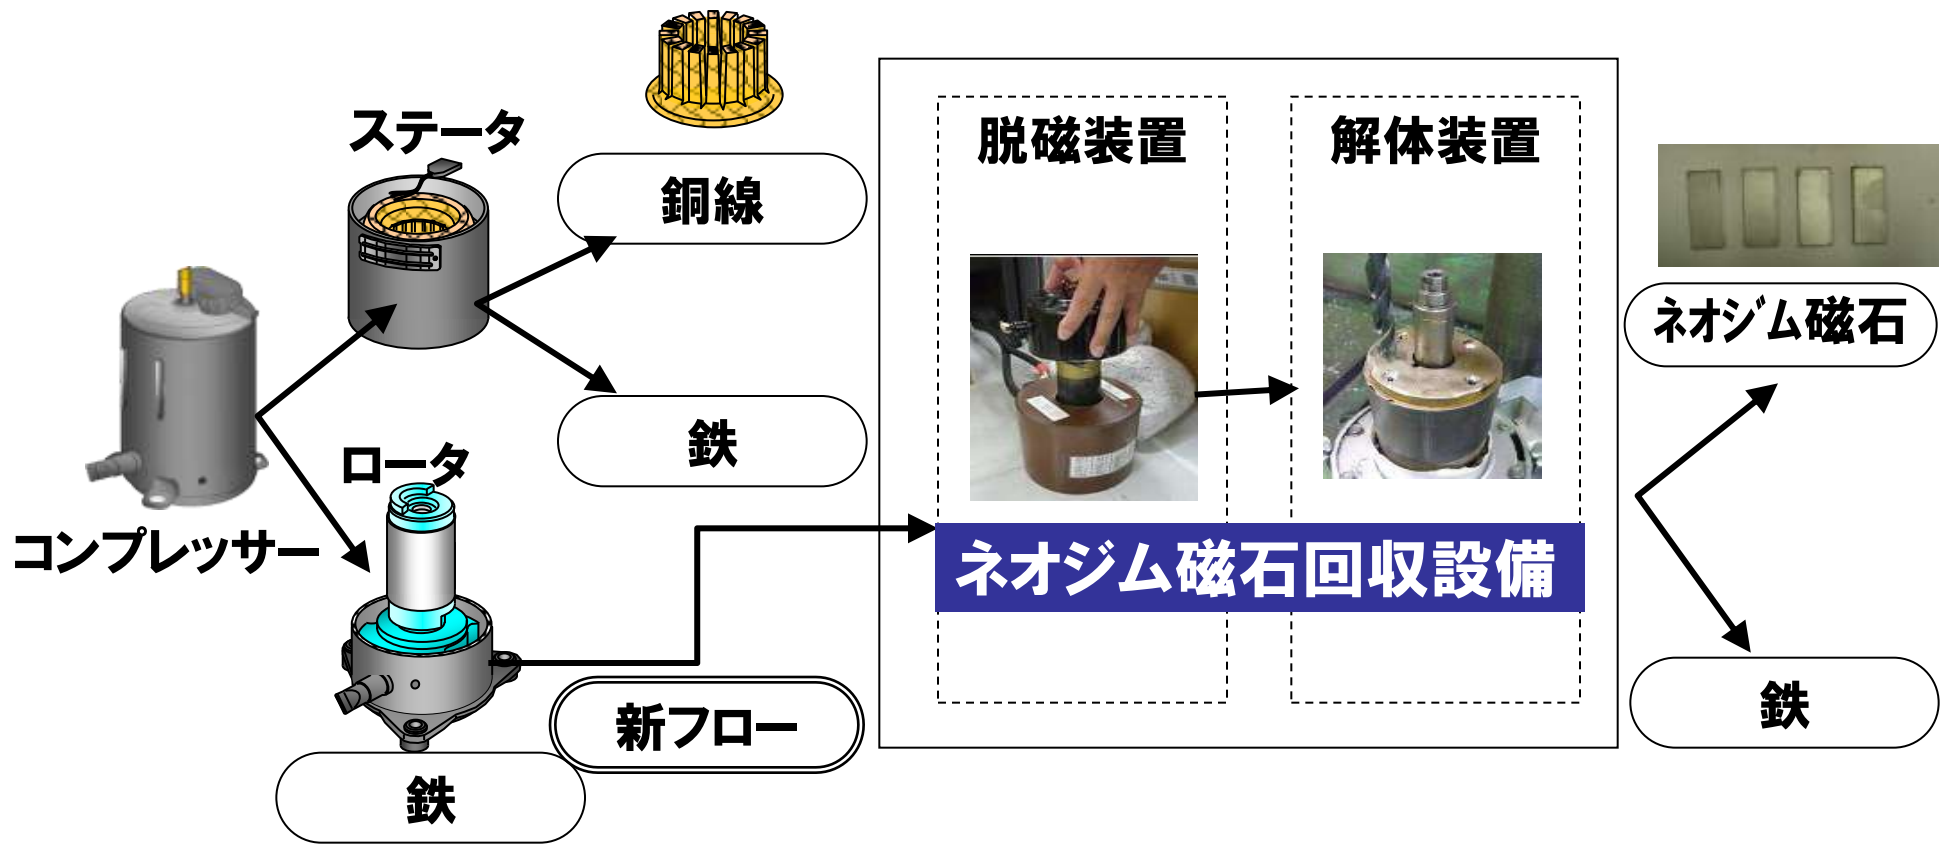 コンプレッサー
ステータ
銅線
鉄
ロータ
鉄
新フロー
脱磁装置
解体装置
ネオジム磁石回収設備
ネオジム磁石
鉄